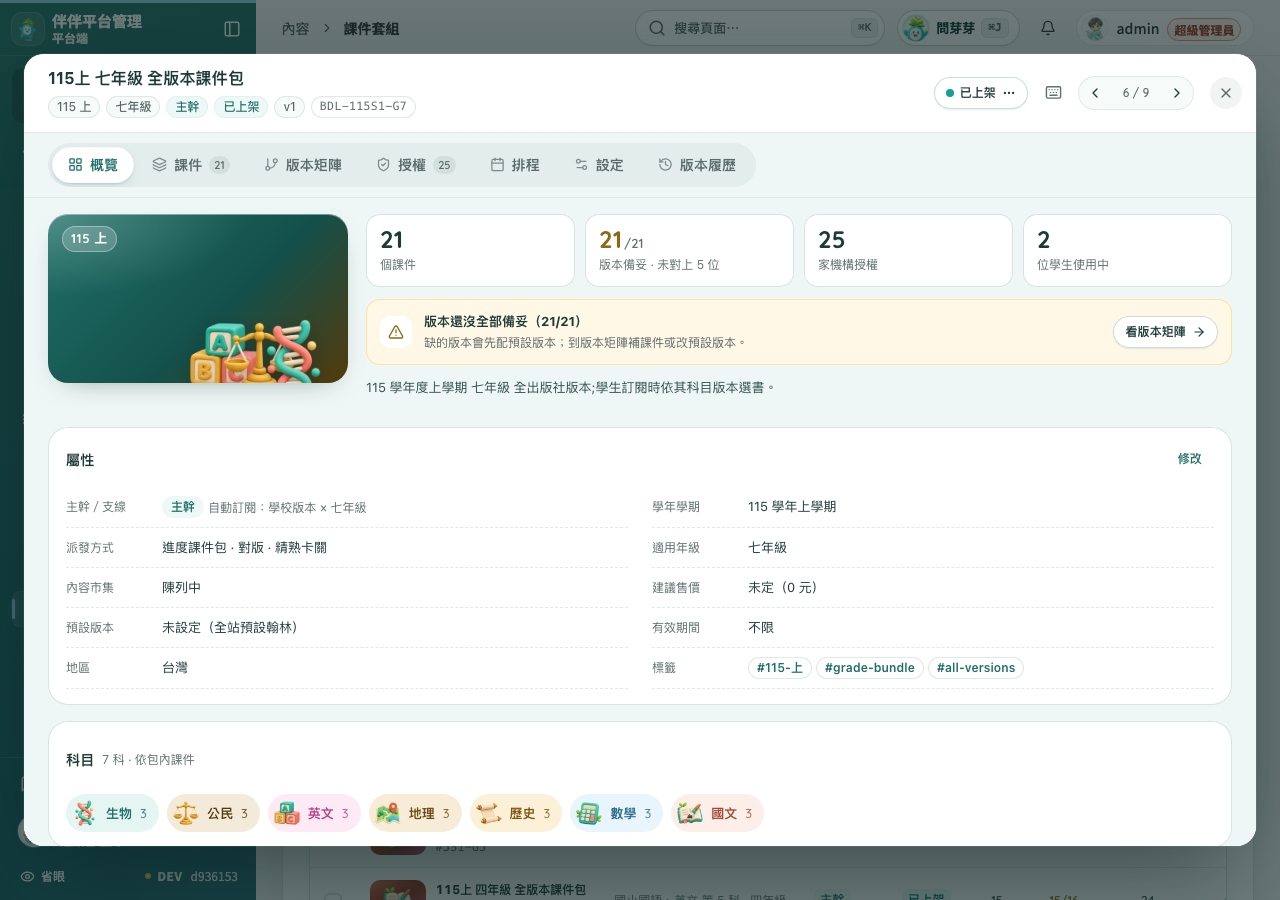 伴伴平台管理
平台端
內容 > 課件套組
搜尋頁面⋯ ⌘K
問芽芽 ⌘J
admin 超級管理員
115上 七年級 全版本課件包
115 上 七年級 主幹 已上架 v1 BDL-115S1-G7
已上架 ⋯
6 / 9
概覽 課件 21 版本矩陣 授權 25 排程 設定 版本履歷
115 上
21
個課件
21/21
版本備妥 · 未對上 5 位
25
家機構授權
2
位學生使用中
版本還沒全部備妥（21/21）
缺的版本會先配預設版本；到版本矩陣補課件或改預設版本。
看版本矩陣 →
115 學年度上學期 七年級 全出版社版本;學生訂閱時依其科目版本選書。
屬性
修改
主幹 / 支線 主幹 自動訂閱：學校版本 × 七年級
學年學期 115 學年上學期
派發方式 進度課件包 · 對版 · 精熟卡關
適用年級 七年級
內容市集 陳列中
建議售價 未定（0 元）
預設版本 未設定（全站預設翰林）
有效期間 不限
地區 台灣
標籤 #115-上 #grade-bundle #all-versions
科目 7 科 · 依包內課件
生物 3 公民 3 英文 3 地理 3 歷史 3 數學 3 國文 3
省眼 DEV d936153
115上 四年級 全版本課件包
已上架
15
15/16
24